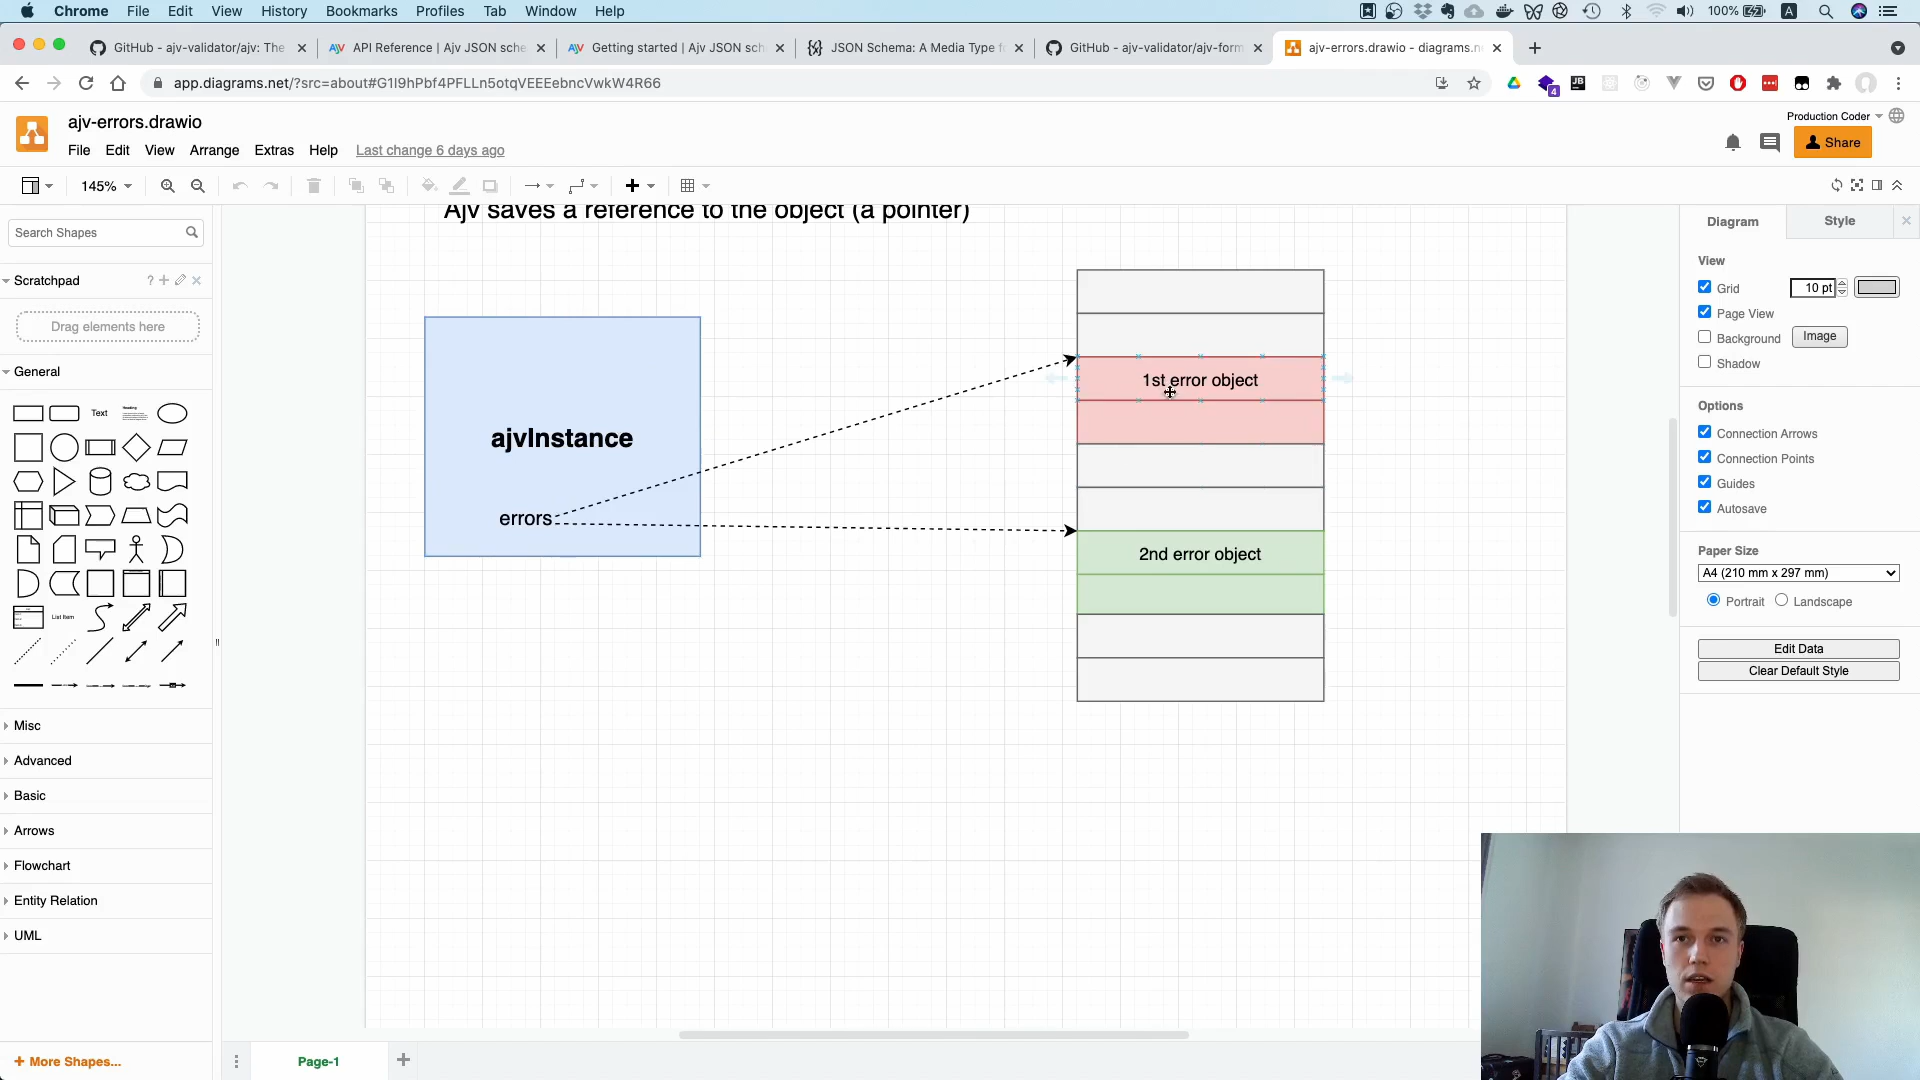 Chrome File Edit View History Bookmarks Profiles Tab Window Help
100%
A
GitHub - ajv-validator/ajv: The
API Reference | Ajv JSON sche
Getting started | Ajv JSON sch
JSON Schema: A Media Type f
GitHub - ajv-validator/ajv-form
ajv-errors.drawio - diagrams.n
app.diagrams.net/?src=about#G1I9hPbf4PFLLn5otqVEEEebncVwkW4R66
4
JB
ajv-errors.drawio
Production Coder
File Edit View Arrange Extras Help Last change 6 days ago
Share
145%
Search Shapes
Scratchpad
?
Drag elements here
General
Text
Heading
List Item
Misc
Advanced
Basic
Arrows
Flowchart
Entity Relation
UML
+ More Shapes...
Ajv saves a reference to the object (a pointer)
ajvInstance
errors
1st error object
2nd error object
Page-1
Diagram
Style
View
Grid
10 pt
Page View
Background
Image
Shadow
Options
Connection Arrows
Connection Points
Guides
Autosave
Paper Size
A4 (210 mm x 297 mm)
Portrait
Landscape
Edit Data
Clear Default Style